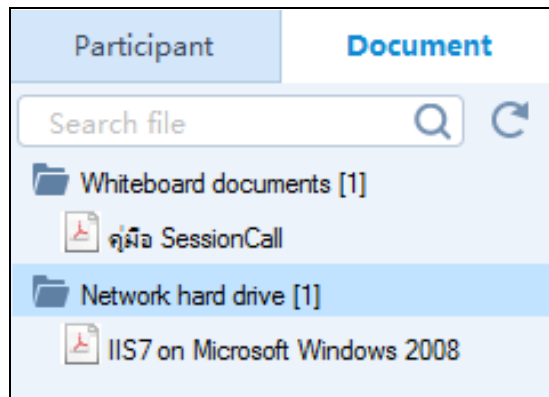 Participant Document
Search file
Whiteboard documents [1]
คู่มือ SessionCall
Network hard drive [1]
IIS7 on Microsoft Windows 2008